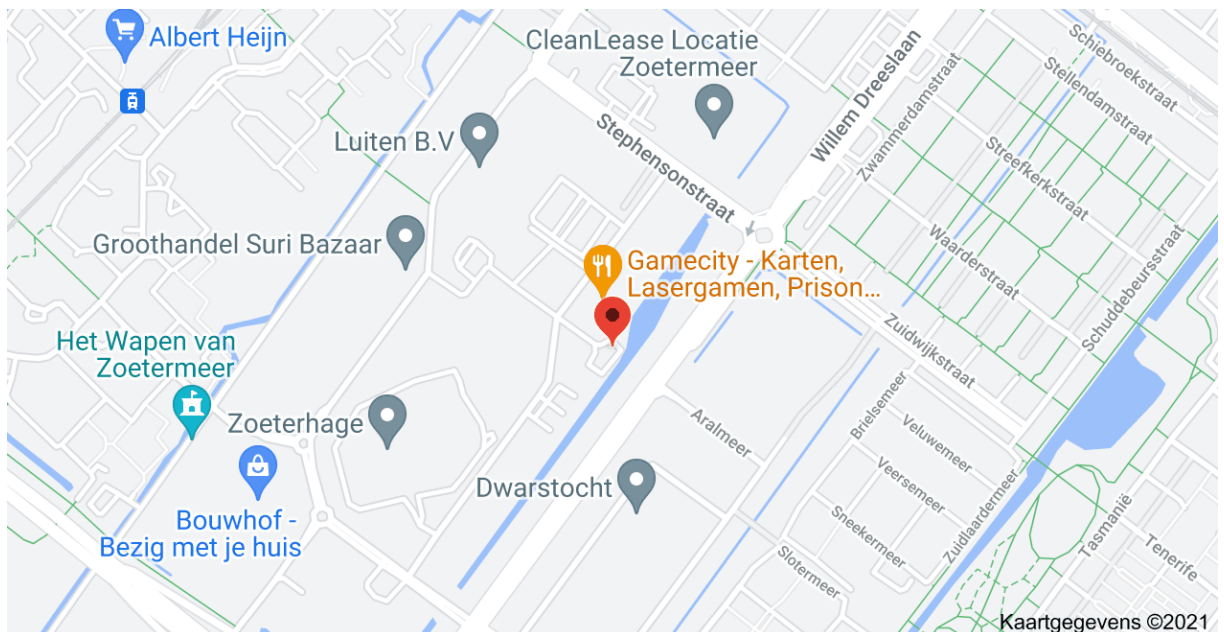 Albert Heijn
CleanLease Locatie
Zoetermeer
Willem Dreeslaan
Schiebroekstraat
Stellendamstraat
Zwammerdamstraat
Streefkerkstraat
Luiten B.V
Stephensonstraat
Waarderstraat
Schuddebeursstraat
Groothandel Suri Bazaar
Gamecity - Karten,
Lasergamen, Prison...
Zuidwijkstraat
Het Wapen van
Zoetermeer
Zoeterhage
Aralmeer
Brielsemeer
Veluwemeer
Veersemeer
Dwarstocht
Sneekermeer
Zuidlaardermeer
Slotermeer
Tasmanië
Tenerife
Bouwhof -
Bezig met je huis
Kaartgegevens ©2021